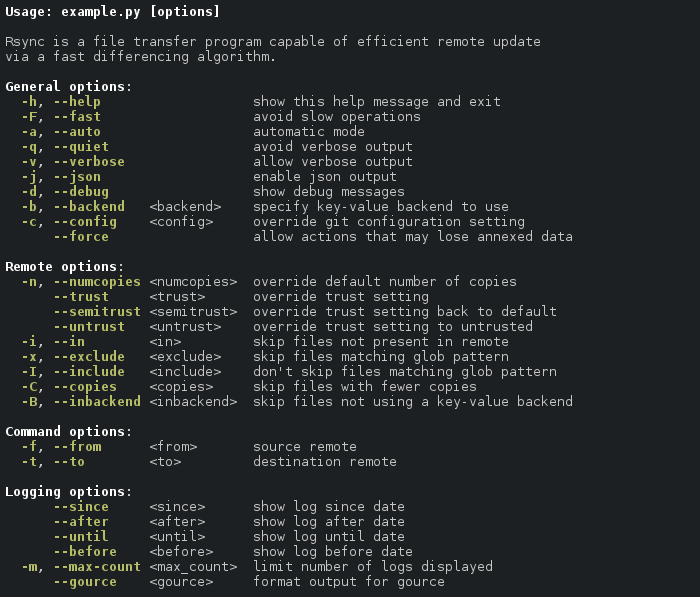 Usage: example.py [options]

Rsync is a file transfer program capable of efficient remote update
via a fast differencing algorithm.

General options:
  -h, --help                   show this help message and exit
  -F, --fast                   avoid slow operations
  -a, --auto                   automatic mode
  -q, --quiet                  avoid verbose output
  -v, --verbose                allow verbose output
  -j, --json                   enable json output
  -d, --debug                  show debug messages
  -b, --backend   <backend>    specify key-value backend to use
  -c, --config    <config>     override git configuration setting
      --force                  allow actions that may lose annexed data

Remote options:
  -n, --numcopies <numcopies>  override default number of copies
      --trust     <trust>      override trust setting
      --semitrust <semitrust>  override trust setting back to default
      --untrust   <untrust>    override trust setting to untrusted
  -i, --in        <in>         skip files not present in remote
  -x, --exclude   <exclude>    skip files matching glob pattern
  -I, --include   <include>    don't skip files matching glob pattern
  -C, --copies    <copies>     skip files with fewer copies
  -B, --inbackend <inbackend>  skip files not using a key-value backend

Command options:
  -f, --from      <from>       source remote
  -t, --to        <to>         destination remote

Logging options:
      --since     <since>      show log since date
      --after     <after>      show log after date
      --until     <until>      show log until date
      --before    <before>     show log before date
  -m, --max-count <max_count>  limit number of logs displayed
      --gource    <gource>     format output for gource